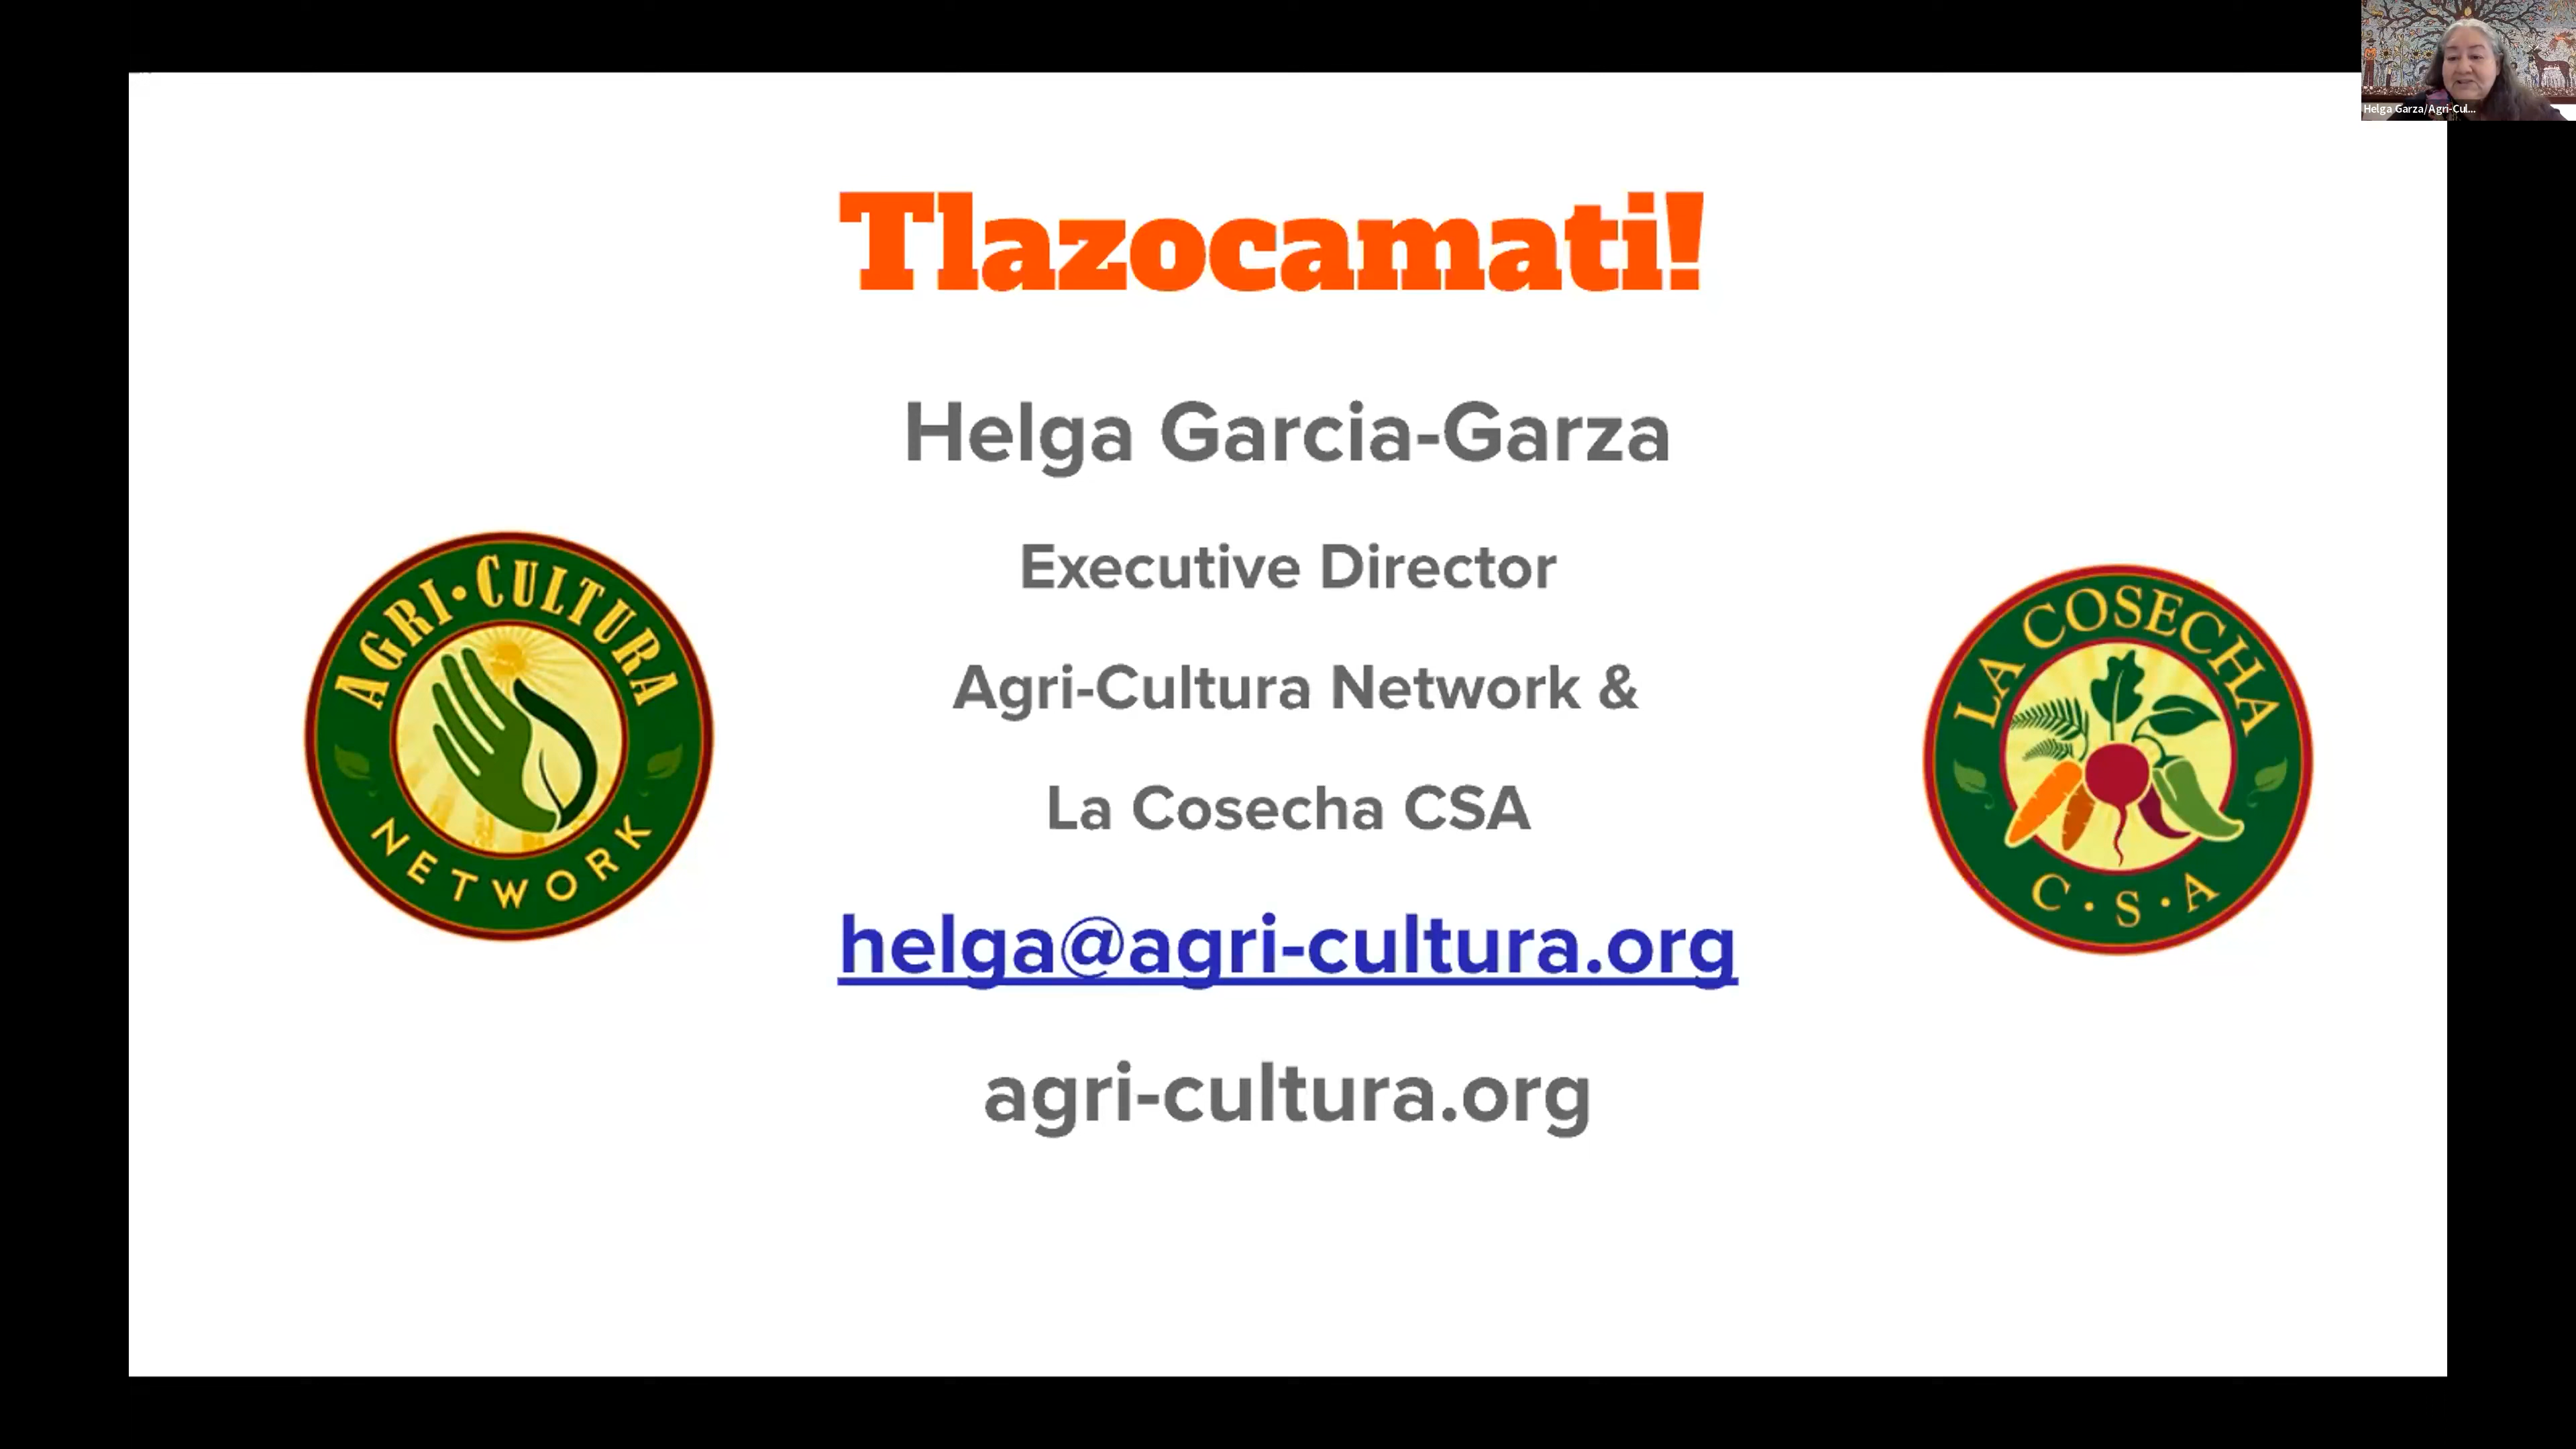 Helga Garza/Agri-Cul...
Tlazocamati!
Helga Garcia-Garza
Executive Director
Agri-Cultura Network &
La Cosecha CSA
helga@agri-cultura.org
agri-cultura.org
AGRI·CULTURA
NETWORK
LA COSECHA
C·S·A